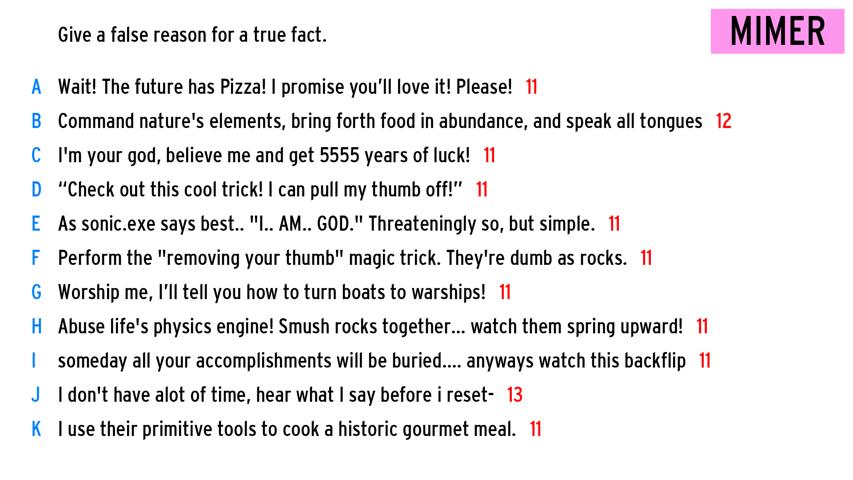 Give a false reason for a true fact.
MIMER
A Wait! The future has Pizza! I promise you'll love it! Please! 11
B Command nature's elements, bring forth food in abundance, and speak all tongues 12
C I'm your god, believe me and get 5555 years of luck! 11
D “Check out this cool trick! I can pull my thumb off!” 11
E As sonic.exe says best.. "I.. AM.. GOD." Threateningly so, but simple. 11
F Perform the "removing your thumb" magic trick. They're dumb as rocks. 11
G Worship me, I'll tell you how to turn boats to warships! 11
H Abuse life's physics engine! Smush rocks together... watch them spring upward! 11
I someday all your accomplishments will be buried.... anyways watch this backflip 11
J I don't have alot of time, hear what I say before i reset- 13
K I use their primitive tools to cook a historic gourmet meal. 11